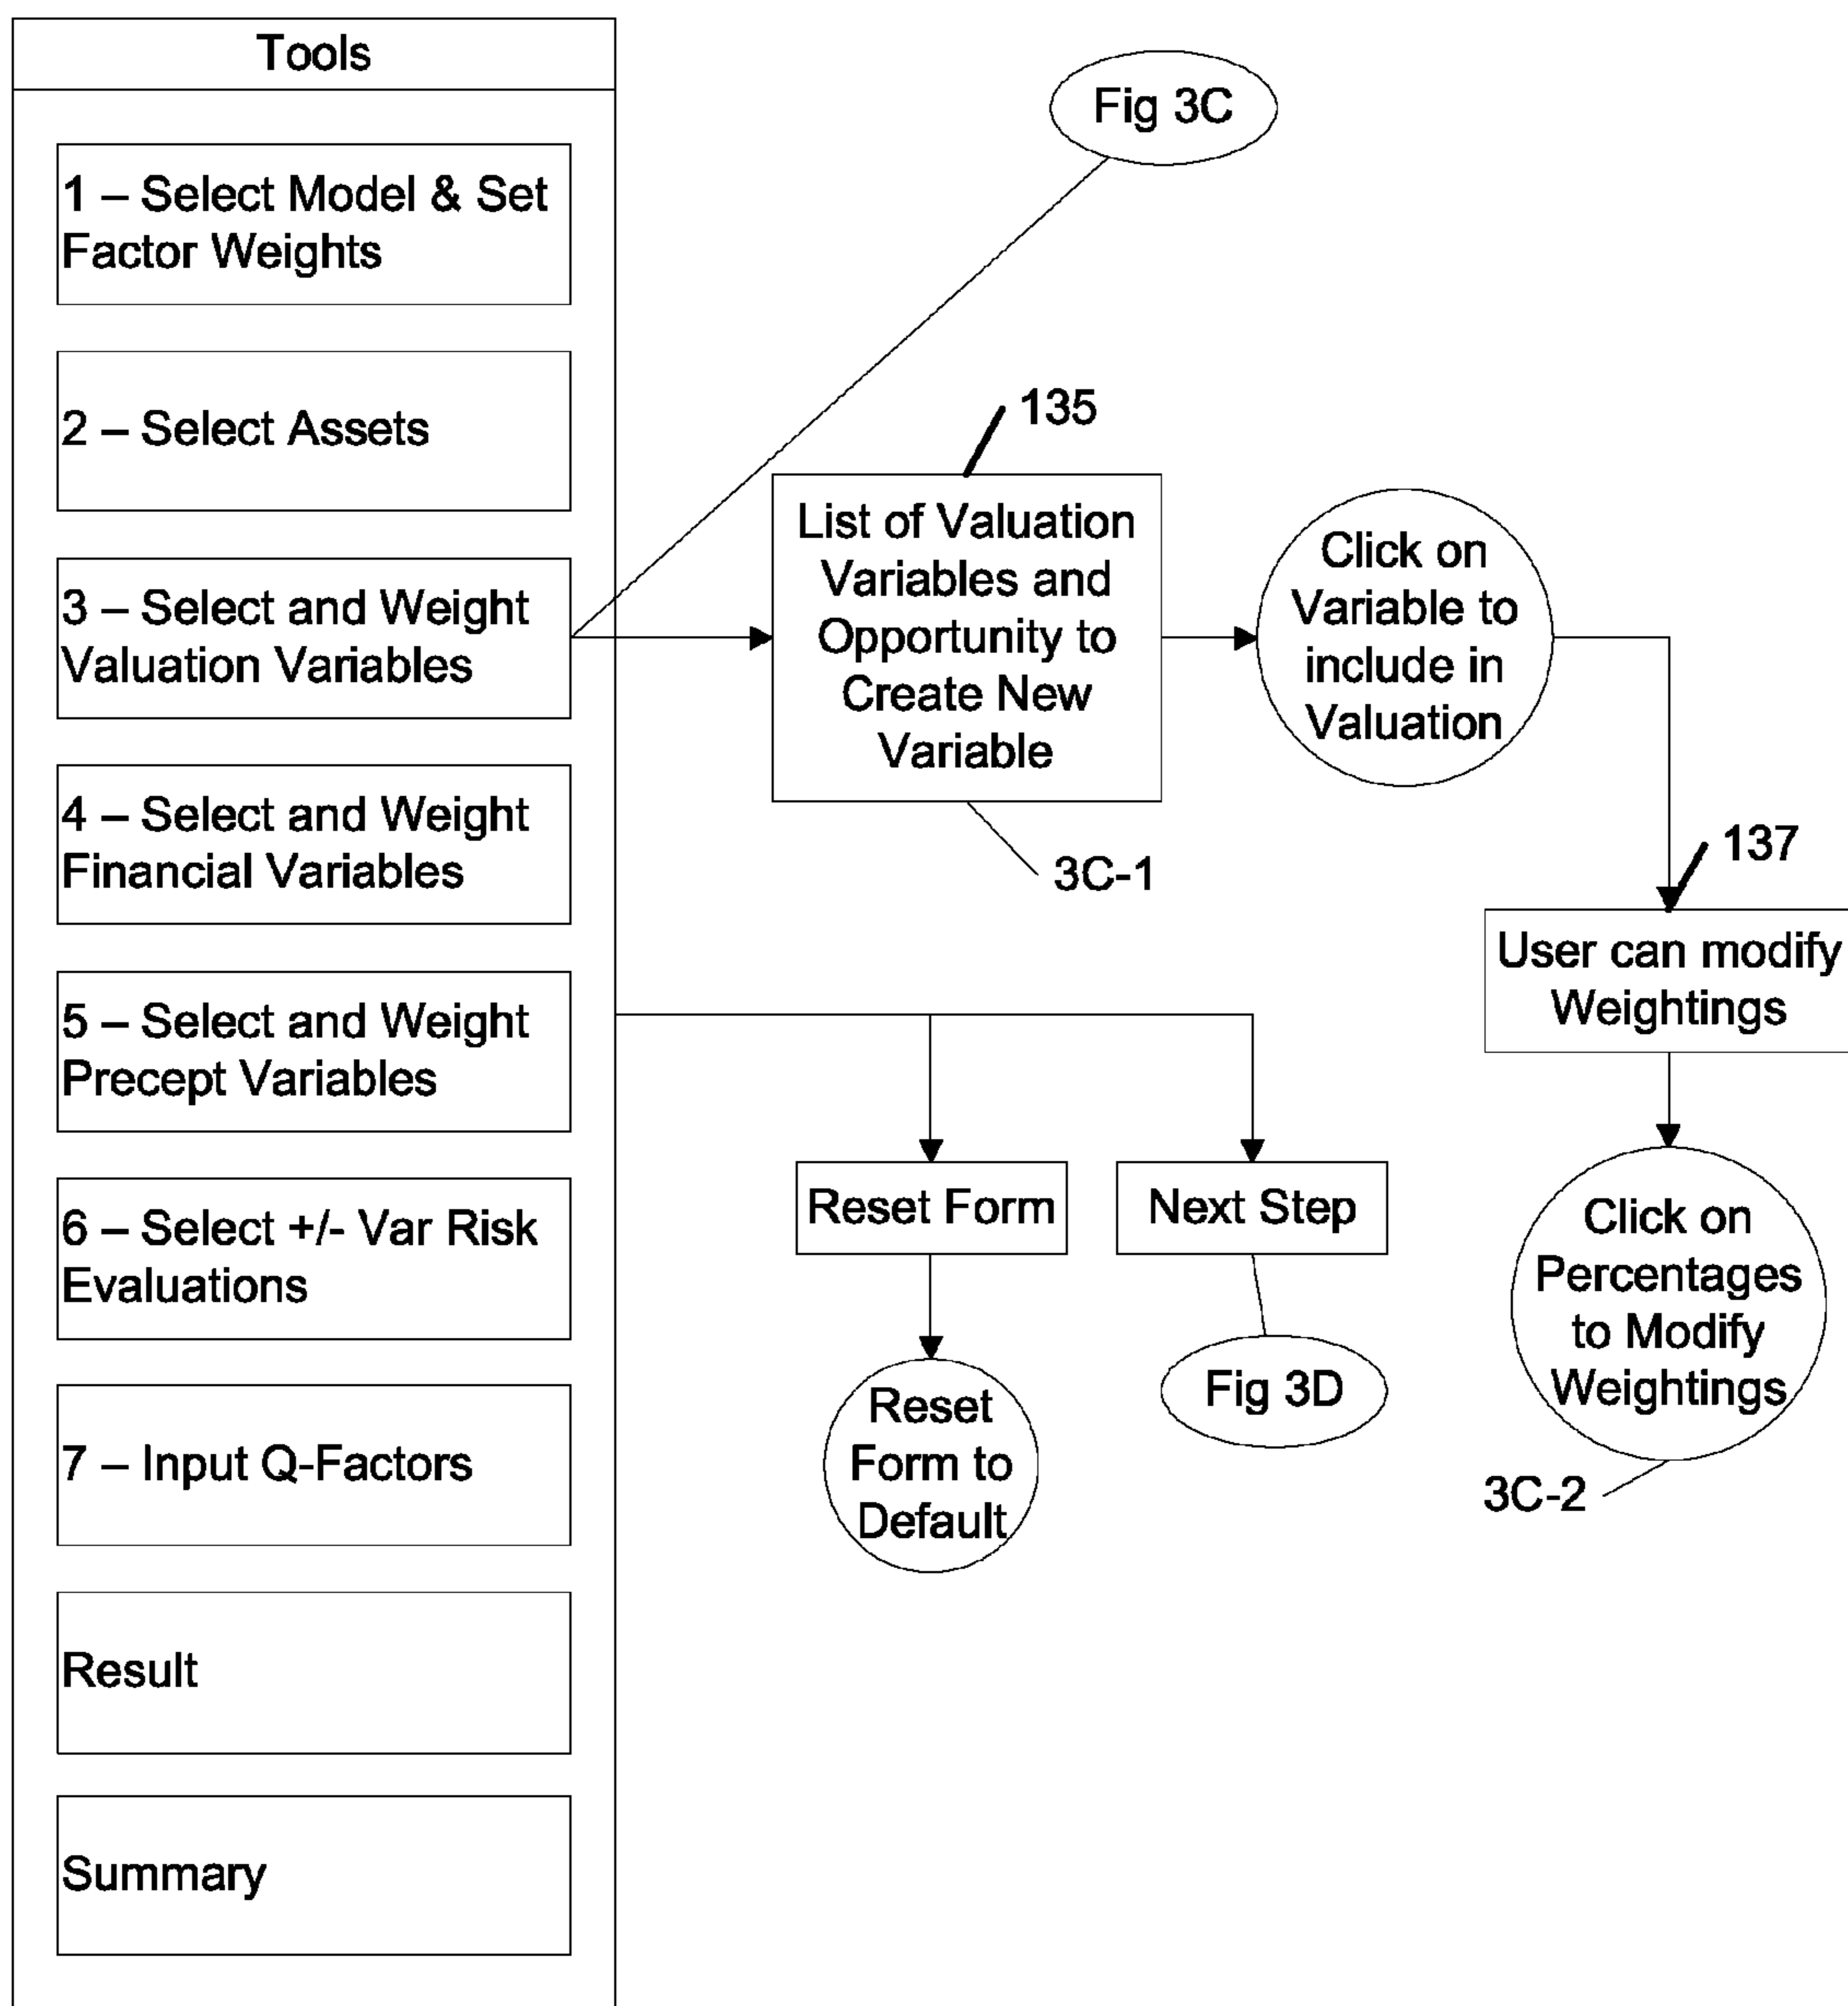 Tools
1 – Select Model & Set
Factor Weights
2 – Select Assets
3 – Select and Weight
Valuation Variables
4 – Select and Weight
Financial Variables
5 – Select and Weight
Precept Variables
6 – Select +/- Var Risk
Evaluations
7 – Input Q-Factors
Result
Summary
Fig 3C
135
List of Valuation
Variables and
Opportunity to
Create New
Variable
3C-1
Click on
Variable to
include in
Valuation
137
User can modify
Weightings
Click on
Percentages
to Modify
Weightings
3C-2
Reset Form
Reset
Form to
Default
Next Step
Fig 3D